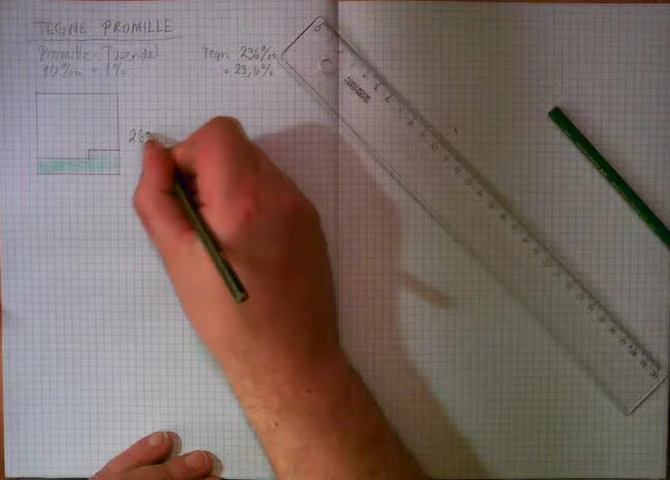 TEGNE PROMILLE
Promille = Tusendel
10‰ = 1%
Tegn 236‰
= 23,6%